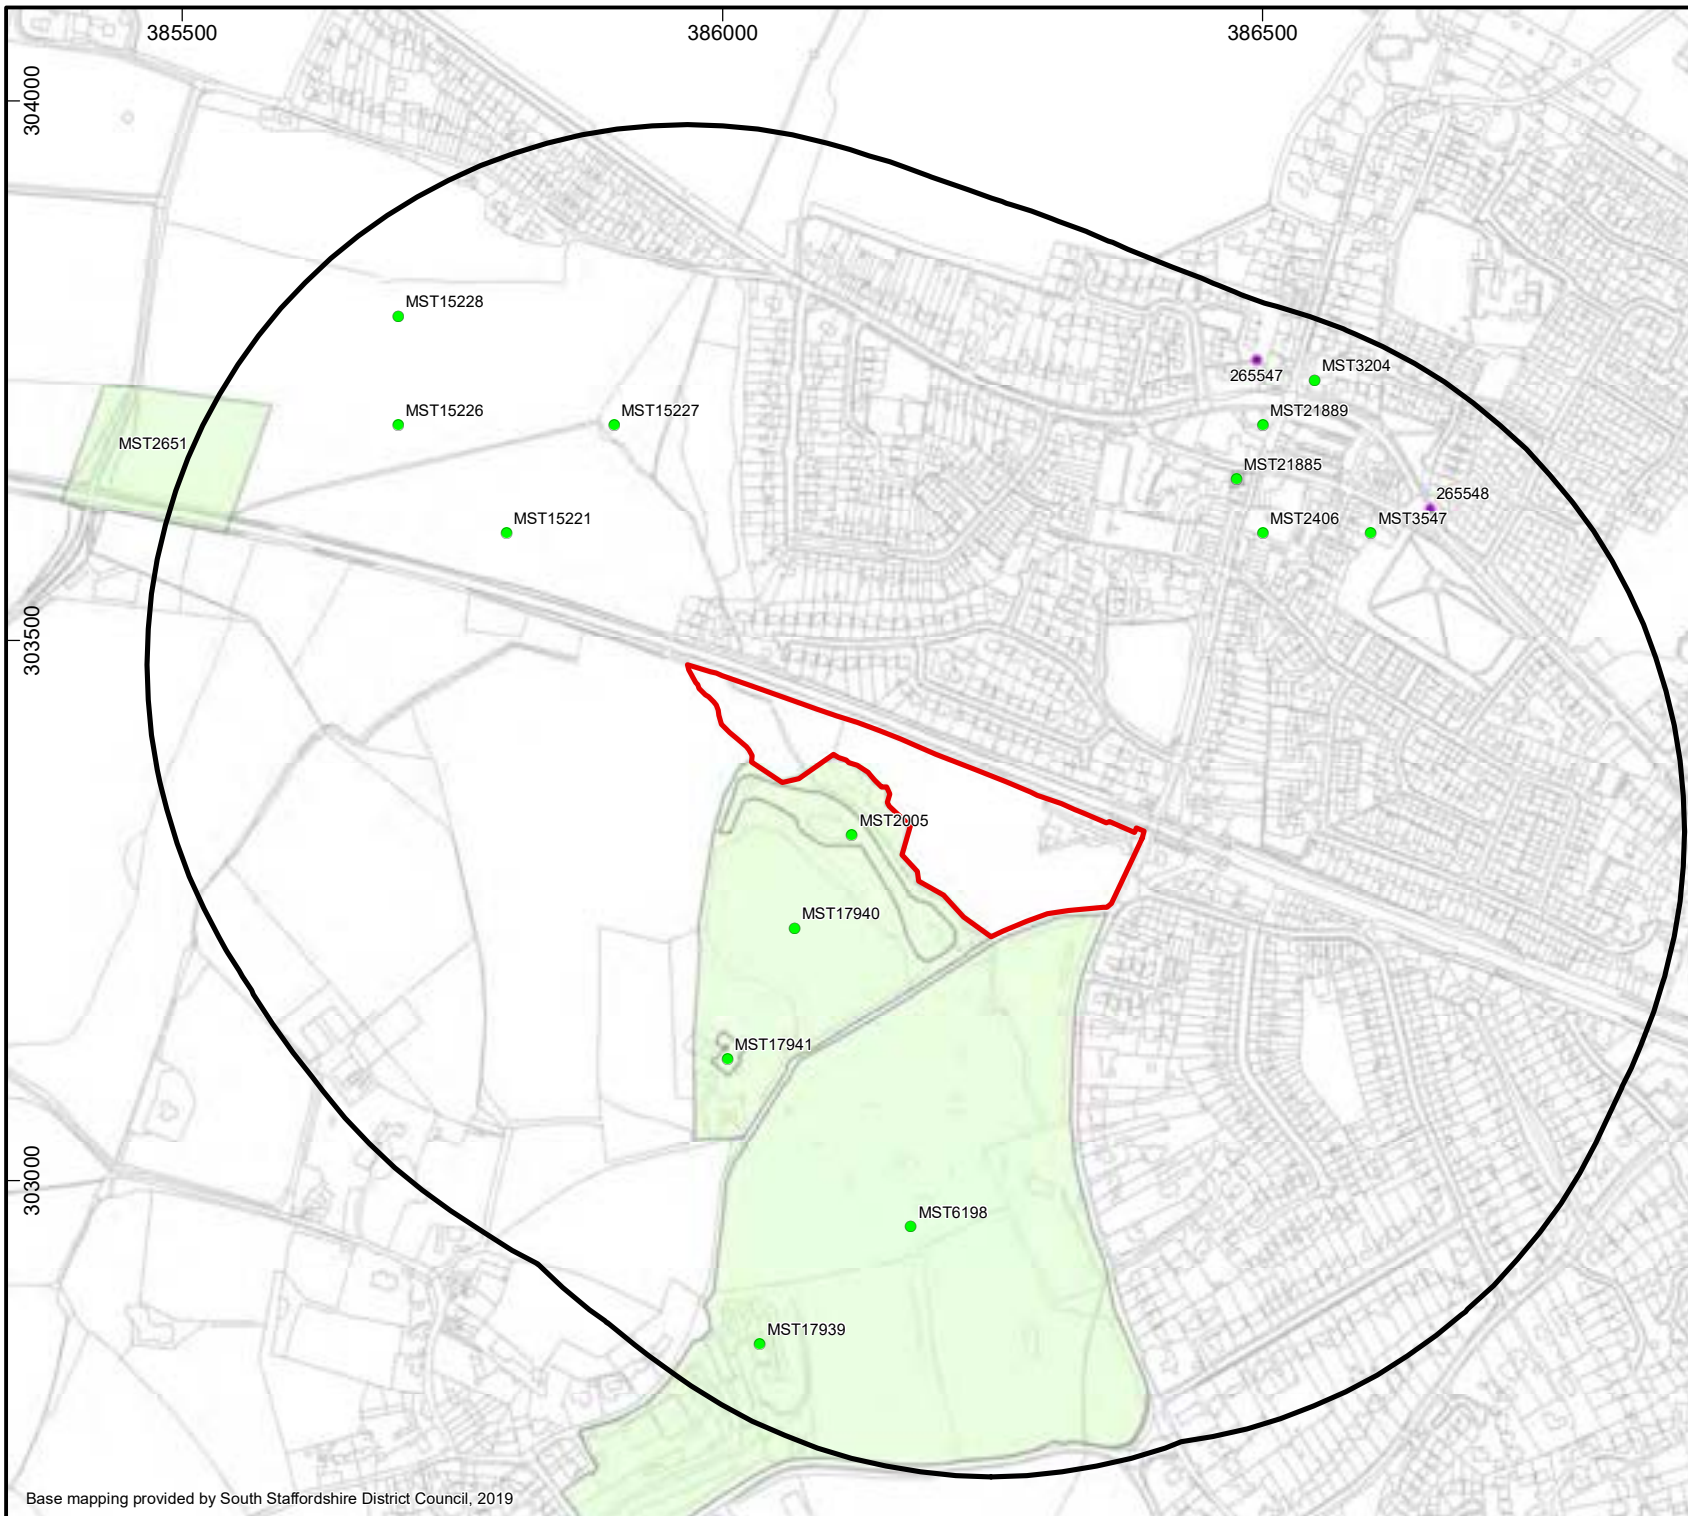 385500
386000
386500
304000
303500
303000
MST15228
265547
MST3204
MST15226
MST15227
MST21889
MST2651
MST21885
265548
MST15221
MST2406
MST3547
MST2005
MST17940
MST17941
MST6198
MST17939
Base mapping provided by South Staffordshire District Council, 2019